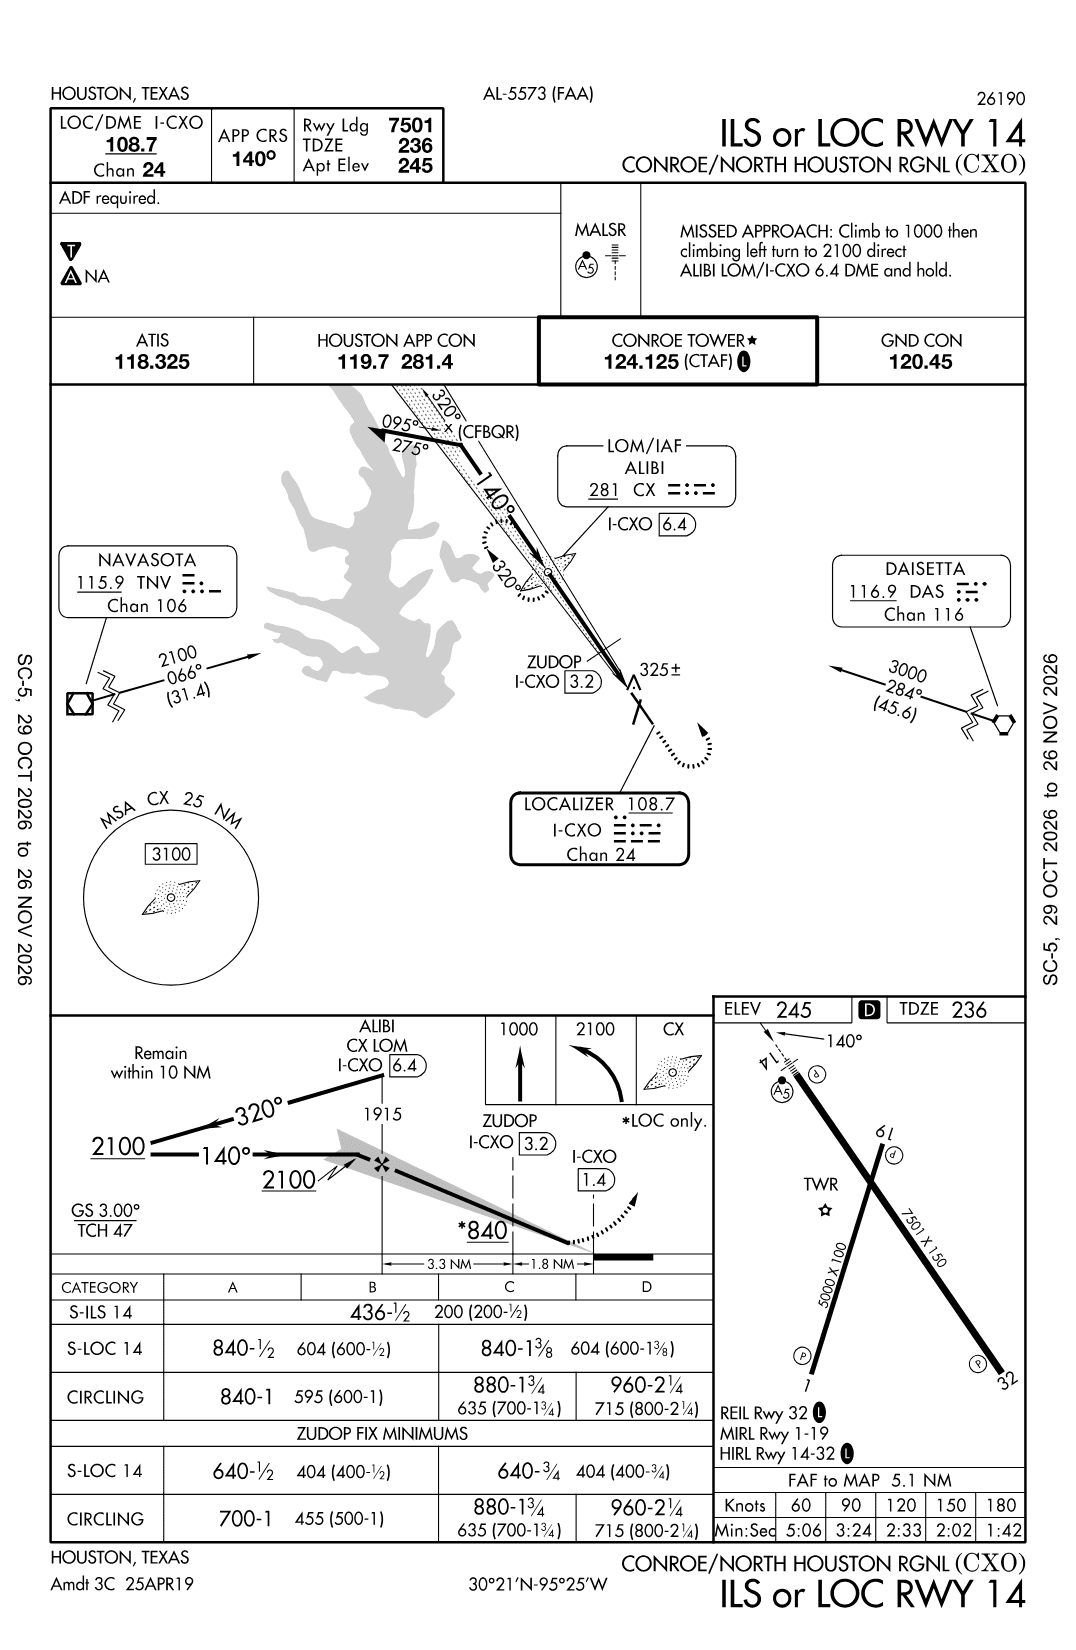 HOUSTON, TEXAS
AL-5573 (FAA)
26190
LOC/DME I-CXO
108.7
Chan 24
APP CRS
140°
Rwy Ldg 7501
TDZE 236
Apt Elev 245
ILS or LOC RWY 14
CONROE/NORTH HOUSTON RGNL (CXO)
ADF required.
T
A NA
MALSR
A5
MISSED APPROACH: Climb to 1000 then
climbing left turn to 2100 direct
ALIBI LOM/I-CXO 6.4 DME and hold.
ATIS
118.325
HOUSTON APP CON
119.7 281.4
CONROE TOWER★
124.125 (CTAF) L
GND CON
120.45
320°
095°
275°
(CFBQR)
140°
LOM/IAF
ALIBI
281 CX
I-CXO 6.4
320°
NAVASOTA
115.9 TNV
Chan 106
2100
066°
(31.4)
DAISETTA
116.9 DAS
Chan 116
3000
284°
(45.6)
ZUDOP
I-CXO 3.2
325±
LOCALIZER 108.7
I-CXO
Chan 24
MSA CX 25 NM
3100
SC-5, 29 OCT 2026 to 26 NOV 2026
SC-5, 29 OCT 2026 to 26 NOV 2026
Remain
within 10 NM
ALIBI
CX LOM
I-CXO 6.4
1000
2100
CX
320°
1915
2100
140°
2100
ZUDOP
I-CXO 3.2
*LOC only.
I-CXO
1.4
GS 3.00°
TCH 47
*840
3.3 NM
1.8 NM
ELEV 245
D
TDZE 236
140°
14
P
A5
19
P
TWR
7501 X 150
5000 X 100
P
1
P
32
REIL Rwy 32 L
MIRL Rwy 1-19
HIRL Rwy 14-32 L
FAF to MAP 5.1 NM
Knots 60 90 120 150 180
Min:Sec 5:06 3:24 2:33 2:02 1:42
CATEGORY A B C D
S-ILS 14 436-½ 200 (200-½)
S-LOC 14 840-½ 604 (600-½) 840-1⅜ 604 (600-1⅜)
CIRCLING 840-1 595 (600-1) 880-1¾ 635 (700-1¾) 960-2¼ 715 (800-2¼)
ZUDOP FIX MINIMUMS
S-LOC 14 640-½ 404 (400-½) 640-¾ 404 (400-¾)
CIRCLING 700-1 455 (500-1) 880-1¾ 635 (700-1¾) 960-2¼ 715 (800-2¼)
HOUSTON, TEXAS
Amdt 3C 25APR19
30°21'N-95°25'W
CONROE/NORTH HOUSTON RGNL (CXO)
ILS or LOC RWY 14